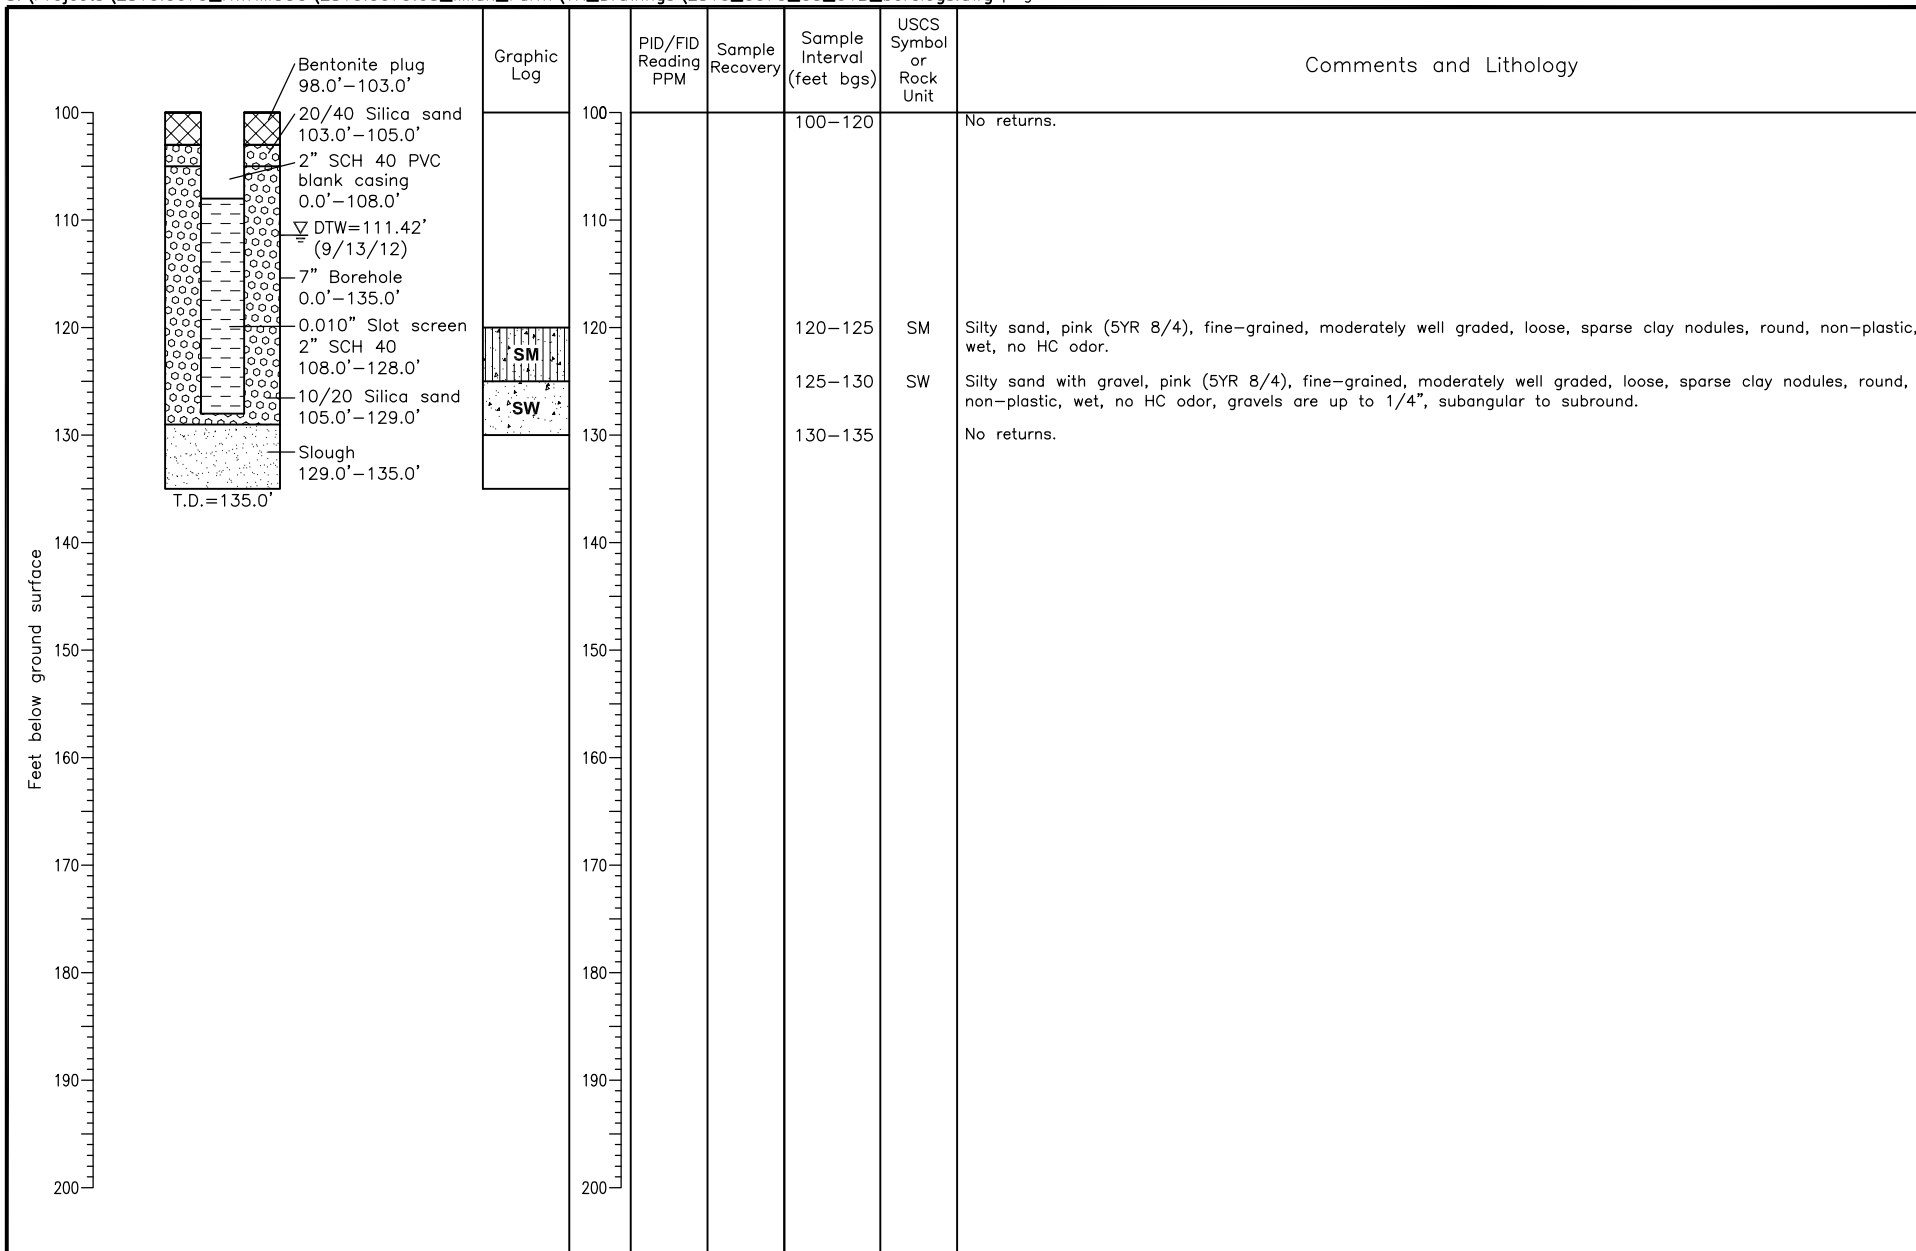 Graphic
Log
PID/FID
Reading
PPM
Sample
Recovery
Sample
Interval
(feet bgs)
USCS
Symbol
or
Rock
Unit
Comments and Lithology
Bentonite plug
98.0'–103.0'
20/40 Silica sand
103.0'–105.0'
2" SCH 40 PVC
blank casing
0.0'–108.0'
DTW=111.42'
(9/13/12)
7" Borehole
0.0'–135.0'
0.010" Slot screen
2" SCH 40
108.0'–128.0'
10/20 Silica sand
105.0'–129.0'
Slough
129.0'–135.0'
T.D.=135.0'
Feet below ground surface
100
110
120
130
140
150
160
170
180
190
200
SM
SW
100
110
120
130
140
150
160
170
180
190
200
100–120
No returns.
120–125 SM Silty sand, pink (5YR 8/4), fine–grained, moderately well graded, loose, sparse clay nodules, round, non–plastic,
wet, no HC odor.
125–130 SW Silty sand with gravel, pink (5YR 8/4), fine–grained, moderately well graded, loose, sparse clay nodules, round,
non–plastic, wet, no HC odor, gravels are up to 1/4", subangular to subround.
130–135 No returns.